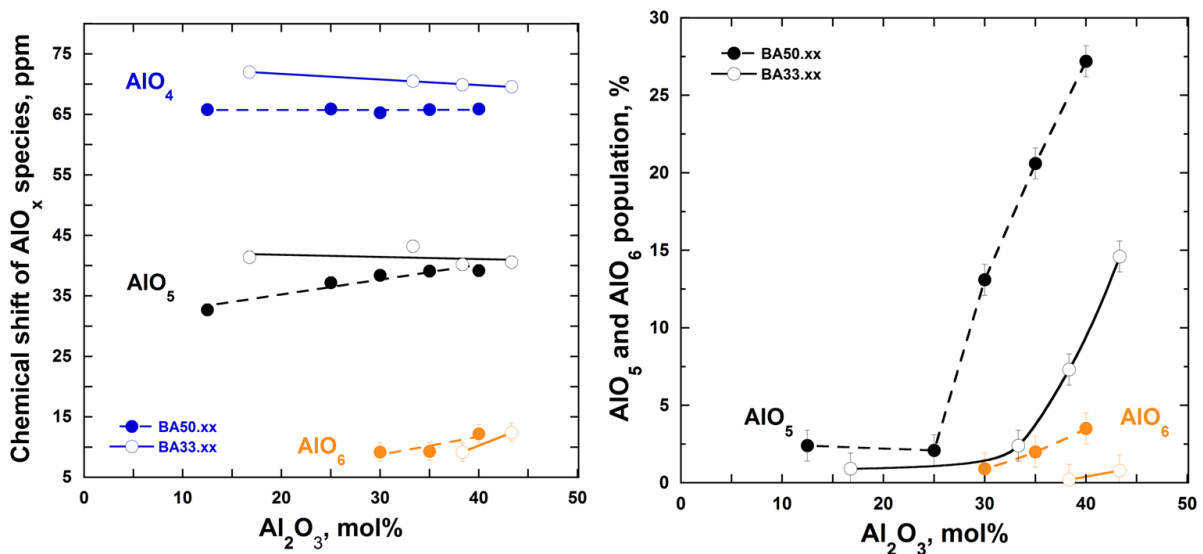 Chemical shift of AlOx species, ppm
75
65
55
45
35
25
15
5
AlO4
AlO5
AlO6
BA50.xx
BA33.xx
0 10 20 30 40 50
Al2O3, mol%
AlO5 and AlO6 population, %
30
25
20
15
10
5
0
BA50.xx
BA33.xx
AlO5
AlO6
0 10 20 30 40 50
Al2O3, mol%